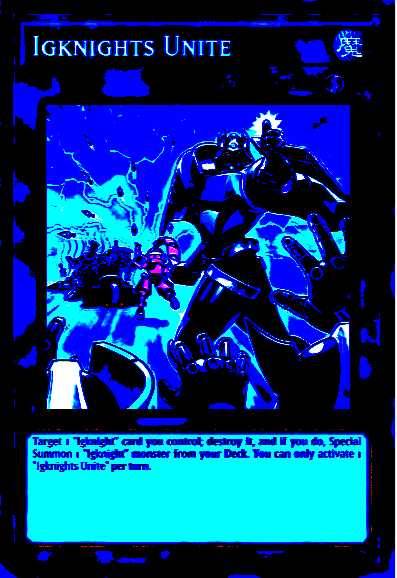 IGKNIGHTS UNITE
魔
Target 1 "Igknight" card you control; destroy it, and if you do, Special
Summon 1 "Igknight" monster from your Deck. You can only activate 1
"Igknights Unite" per turn.